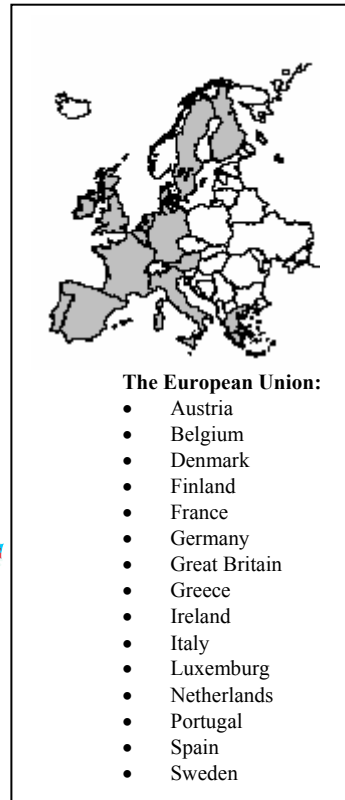 The European Union:
• Austria
• Belgium
• Denmark
• Finland
• France
• Germany
• Great Britain
• Greece
• Ireland
• Italy
• Luxemburg
• Netherlands
• Portugal
• Spain
• Sweden